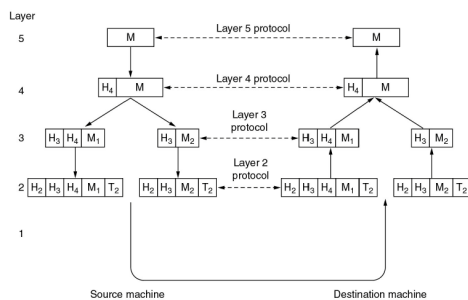 Layer
5 M Layer 5 protocol M
4 H4 M Layer 4 protocol H4 M
Layer 3
protocol
3 H3 H4 M1 H3 M2 H3 H4 M1 H3 M2
Layer 2
protocol
2 H2 H3 H4 M1 T2 H2 H3 M2 T2 H2 H3 H4 M1 T2 H2 H3 M2 T2
1
Source machine Destination machine